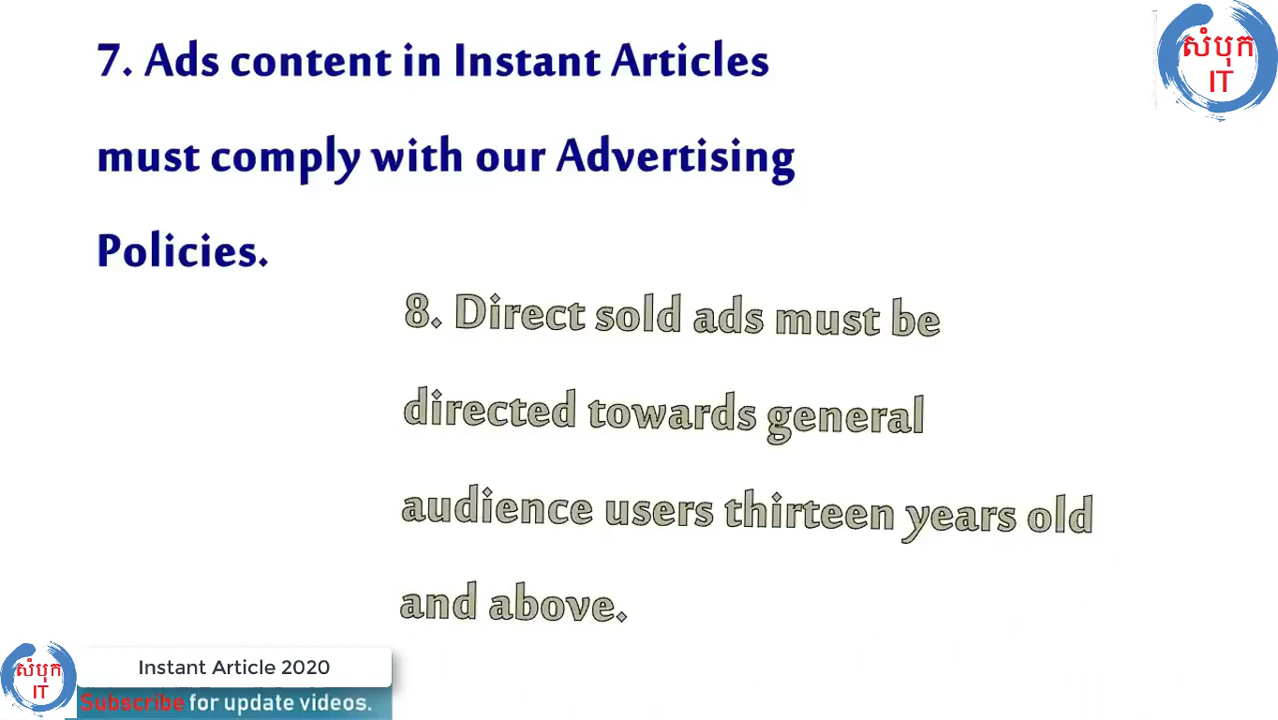 7. Ads content in Instant Articles
must comply with our Advertising
Policies.
សំបុក
IT
8. Direct sold ads must be
directed towards general
audience users thirteen years old
and above.
សំបុក
IT
Instant Article 2020
Subscribe for update videos.